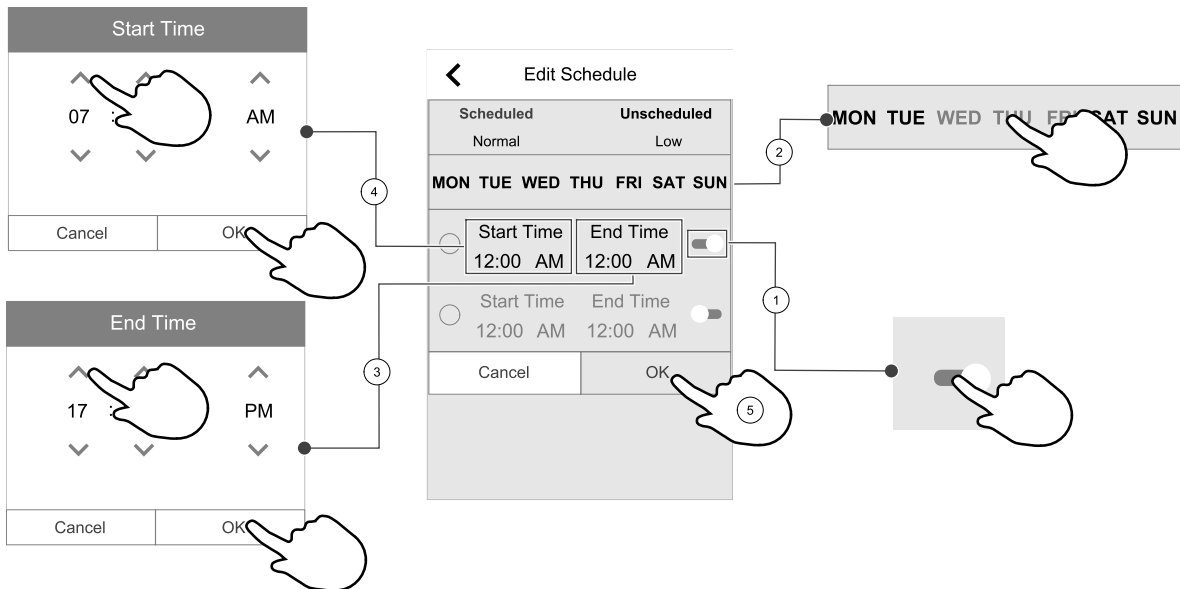 Start Time
07 : AM
Cancel OK
End Time
17 : PM
Cancel OK
Edit Schedule
Scheduled Unscheduled
Normal Low
MON TUE WED THU FRI SAT SUN
Start Time End Time
12:00 AM 12:00 AM
Start Time End Time
12:00 AM 12:00 AM
Cancel OK
MON TUE WED THU FRI SAT SUN
4
3
2
1
5